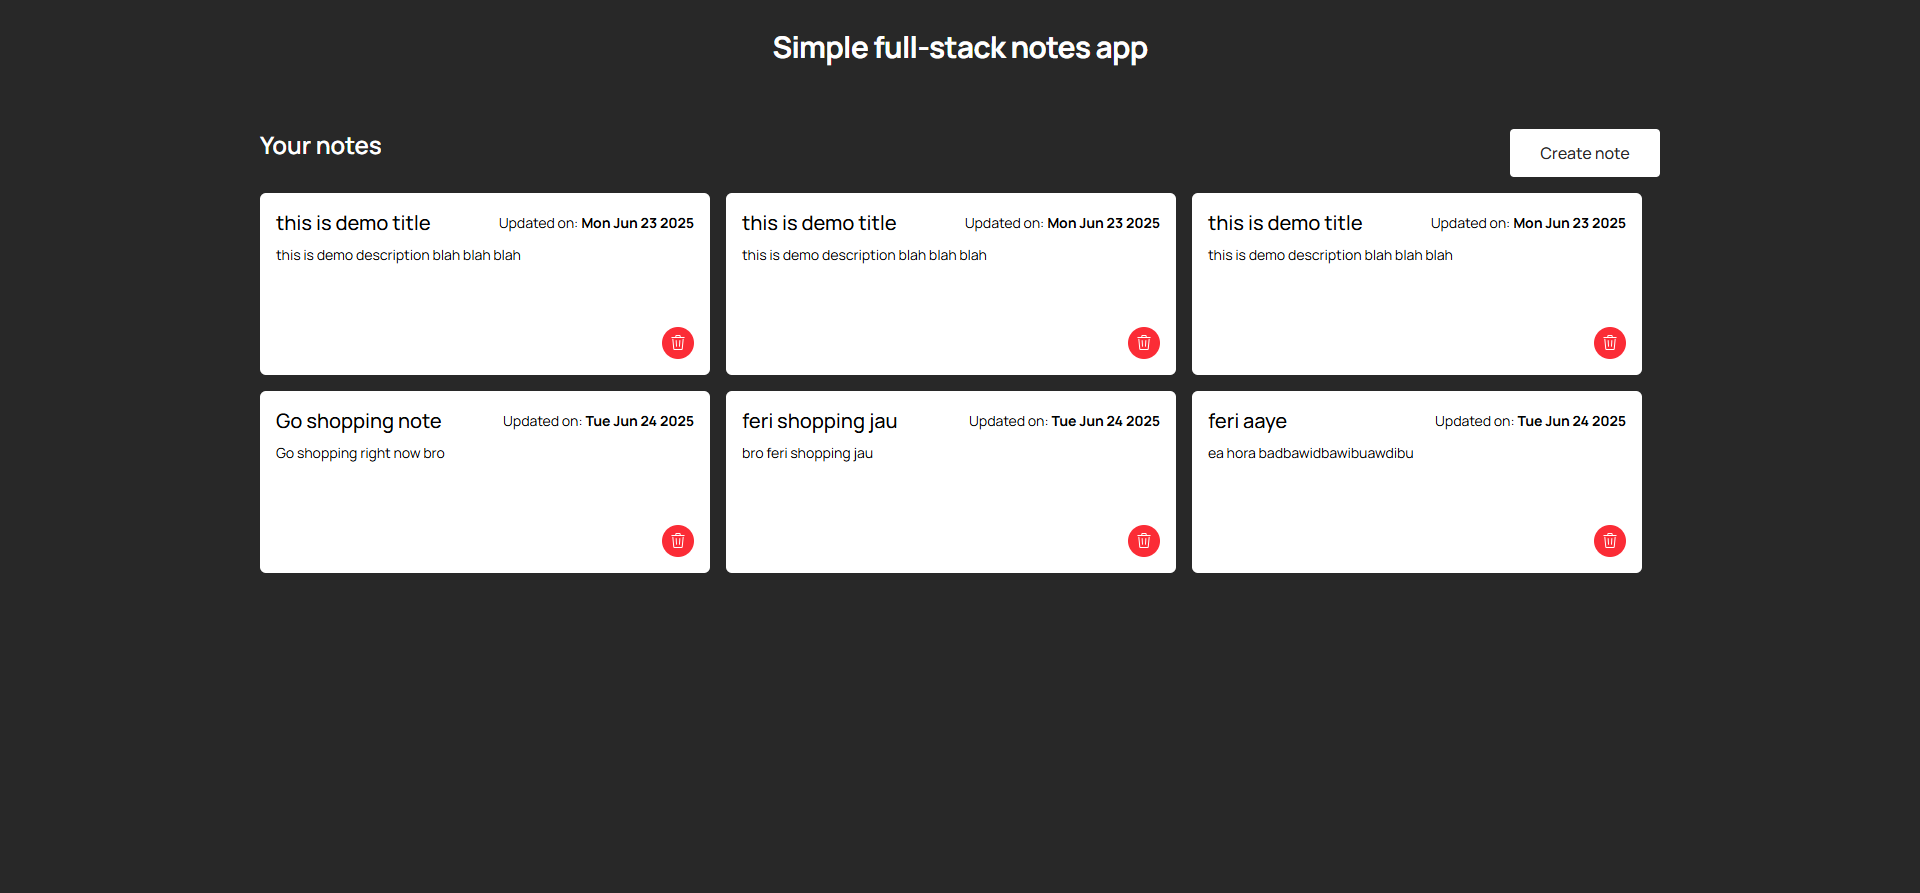 Simple full-stack notes app
Your notes
Create note
this is demo title
Updated on: Mon Jun 23 2025
this is demo description blah blah blah
this is demo title
Updated on: Mon Jun 23 2025
this is demo description blah blah blah
this is demo title
Updated on: Mon Jun 23 2025
this is demo description blah blah blah
Go shopping note
Updated on: Tue Jun 24 2025
Go shopping right now bro
feri shopping jau
Updated on: Tue Jun 24 2025
bro feri shopping jau
feri aaye
Updated on: Tue Jun 24 2025
ea hora badbawidbawibuawdibu